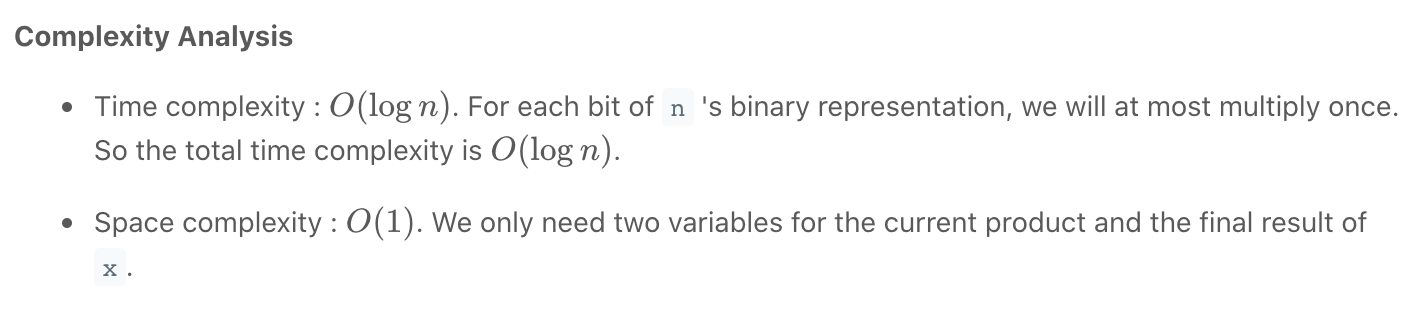 Complexity Analysis
• Time complexity : O(log n). For each bit of n 's binary representation, we will at most multiply once.
So the total time complexity is O(log n).
• Space complexity : O(1). We only need two variables for the current product and the final result of
x .